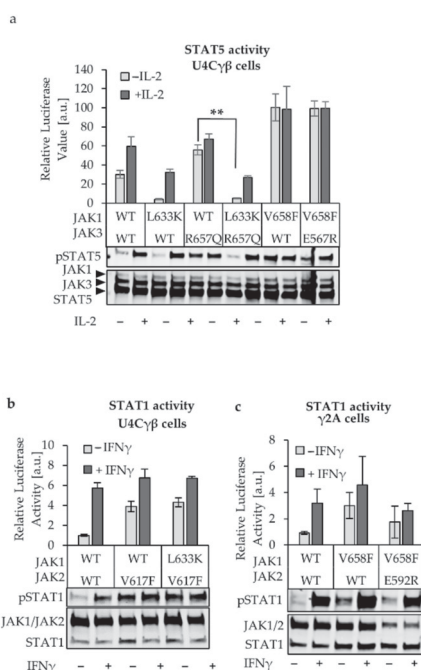 a
STAT5 activity
U4Cγβ cells
–IL-2
+IL-2
Relative Luciferase
Value [a.u.]
140
120
100
80
60
40
20
0
**
JAK1 WT L633K WT L633K V658F V658F
JAK3 WT WT R657Q R657Q WT E567R
pSTAT5
JAK1
JAK3
STAT5
IL-2 – + – + – + – + – + – +
b
STAT1 activity
U4Cγβ cells
–IFNγ
+ IFNγ
Relative Luciferase
Activity [a.u.]
10
8
6
4
2
0
JAK1 WT WT L633K
JAK2 WT V617F V617F
pSTAT1
JAK1/JAK2
STAT1
IFNγ – + – + – +
c
STAT1 activity
γ2A cells
–IFNγ
+ IFNγ
Relative Luciferase
Activity [a.u.]
8
6
4
2
0
JAK1 WT V658F V658F
JAK2 WT WT E592R
pSTAT1
JAK1/2
STAT1
IFNγ – + – + – +